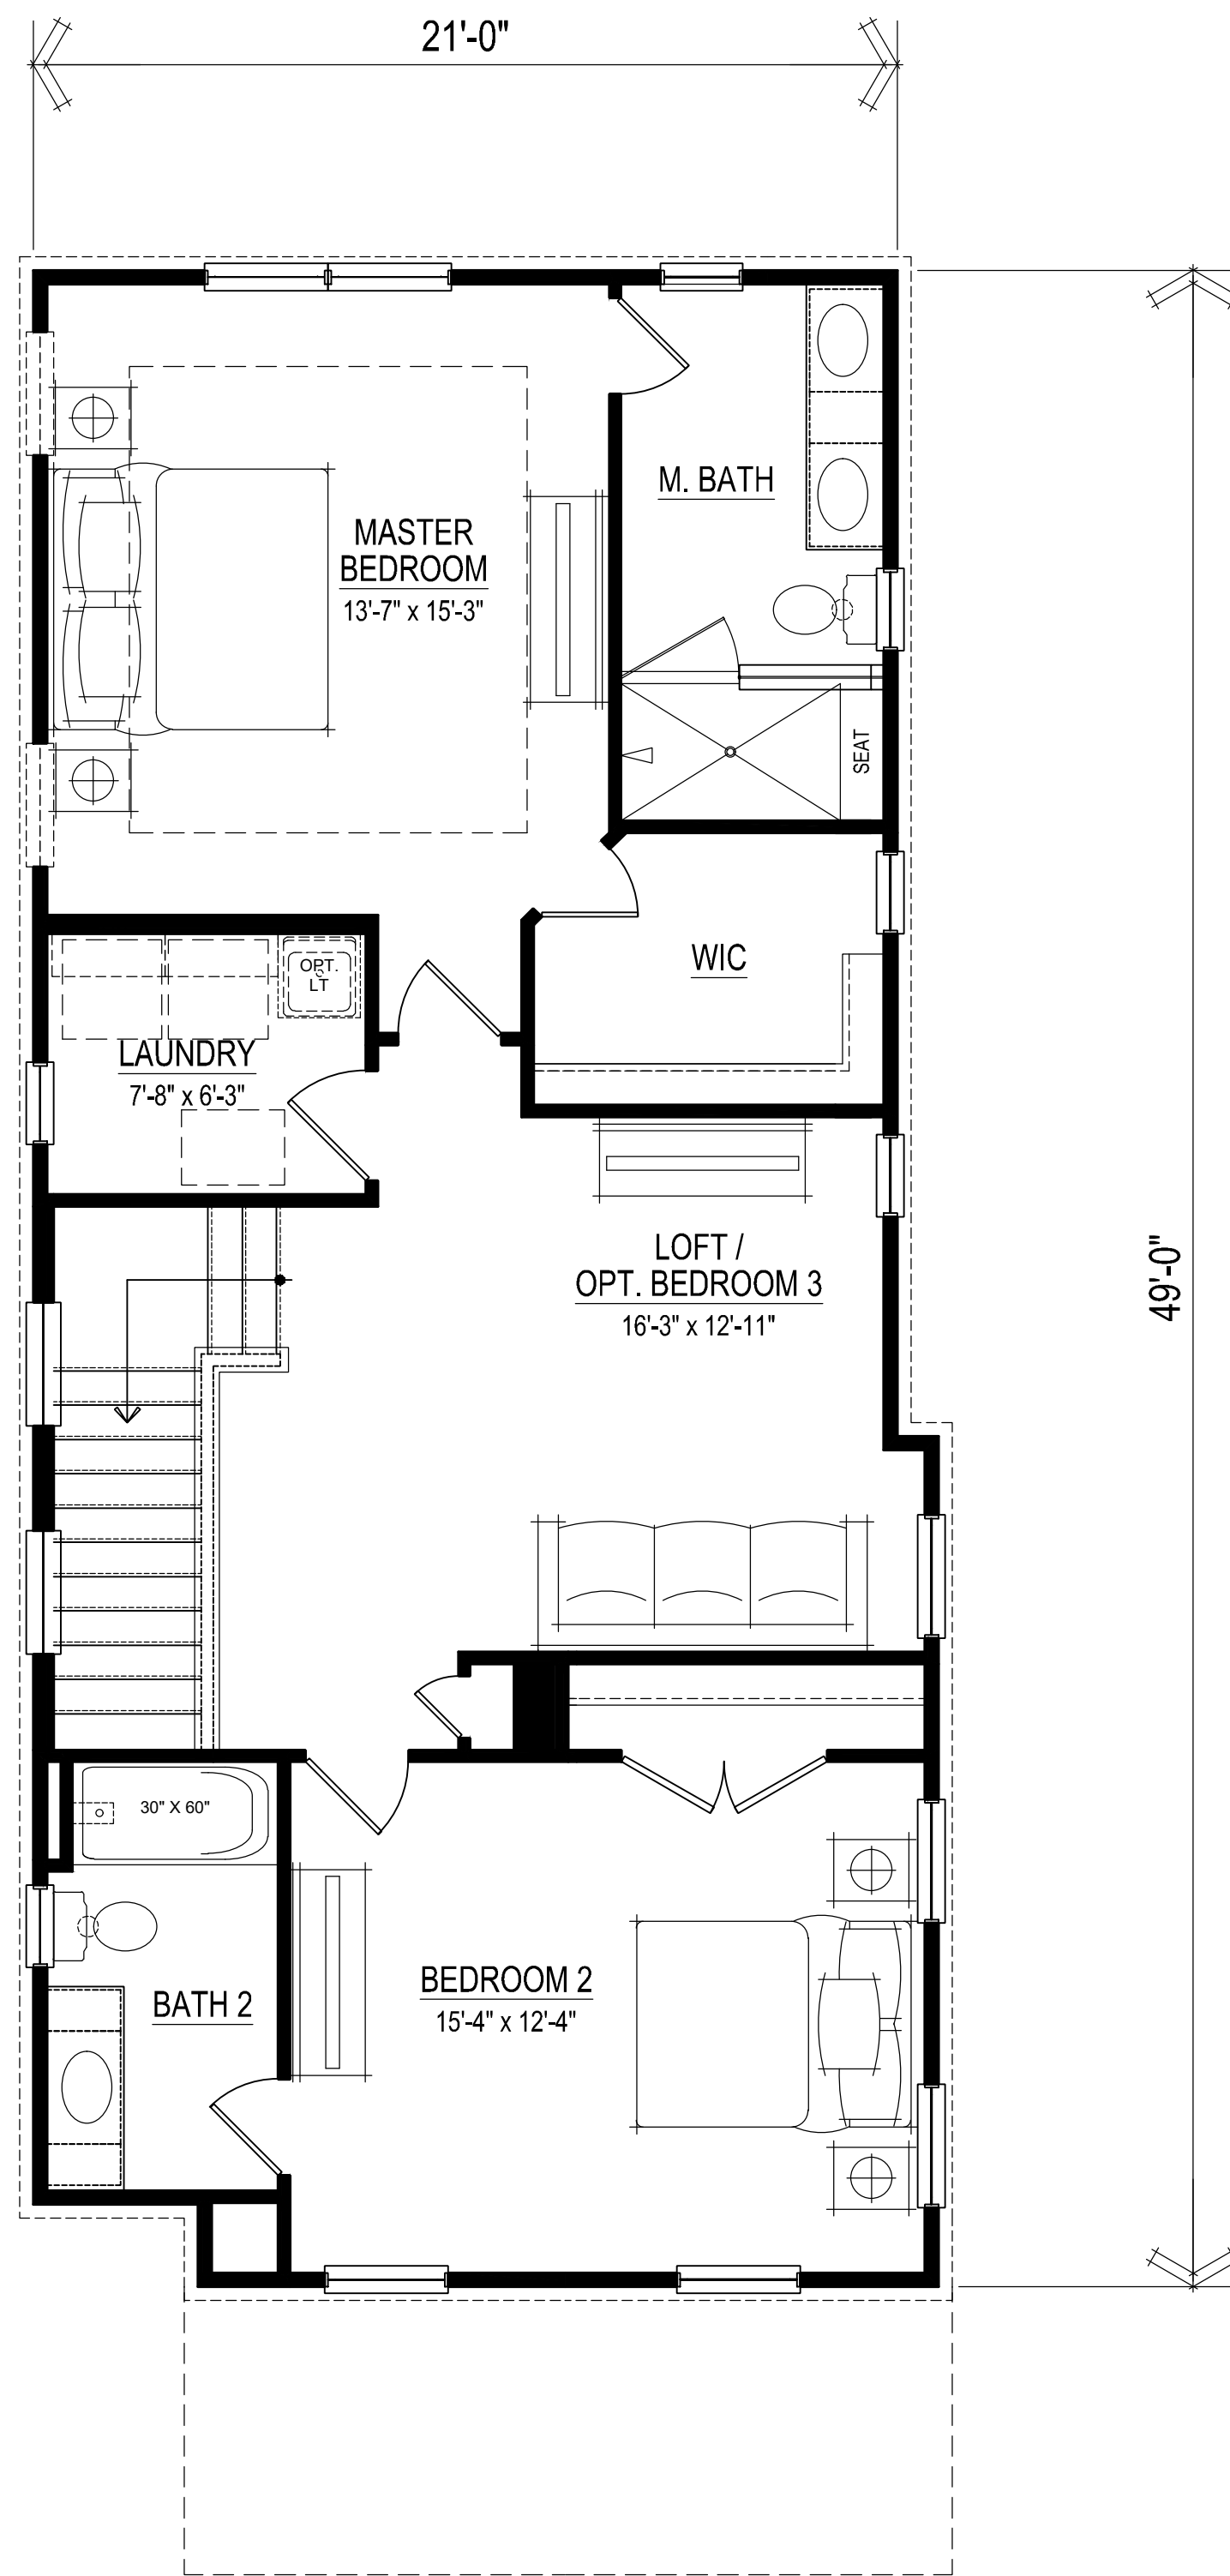 21'-0"
M. BATH
MASTER
BEDROOM
13'-7" x 15'-3"
SEAT
WIC
OPT.
LT
LAUNDRY
7'-8" x 6'-3"
LOFT /
OPT. BEDROOM 3
16'-3" x 12'-11"
49'-0"
30" X 60"
BEDROOM 2
15'-4" x 12'-4"
BATH 2